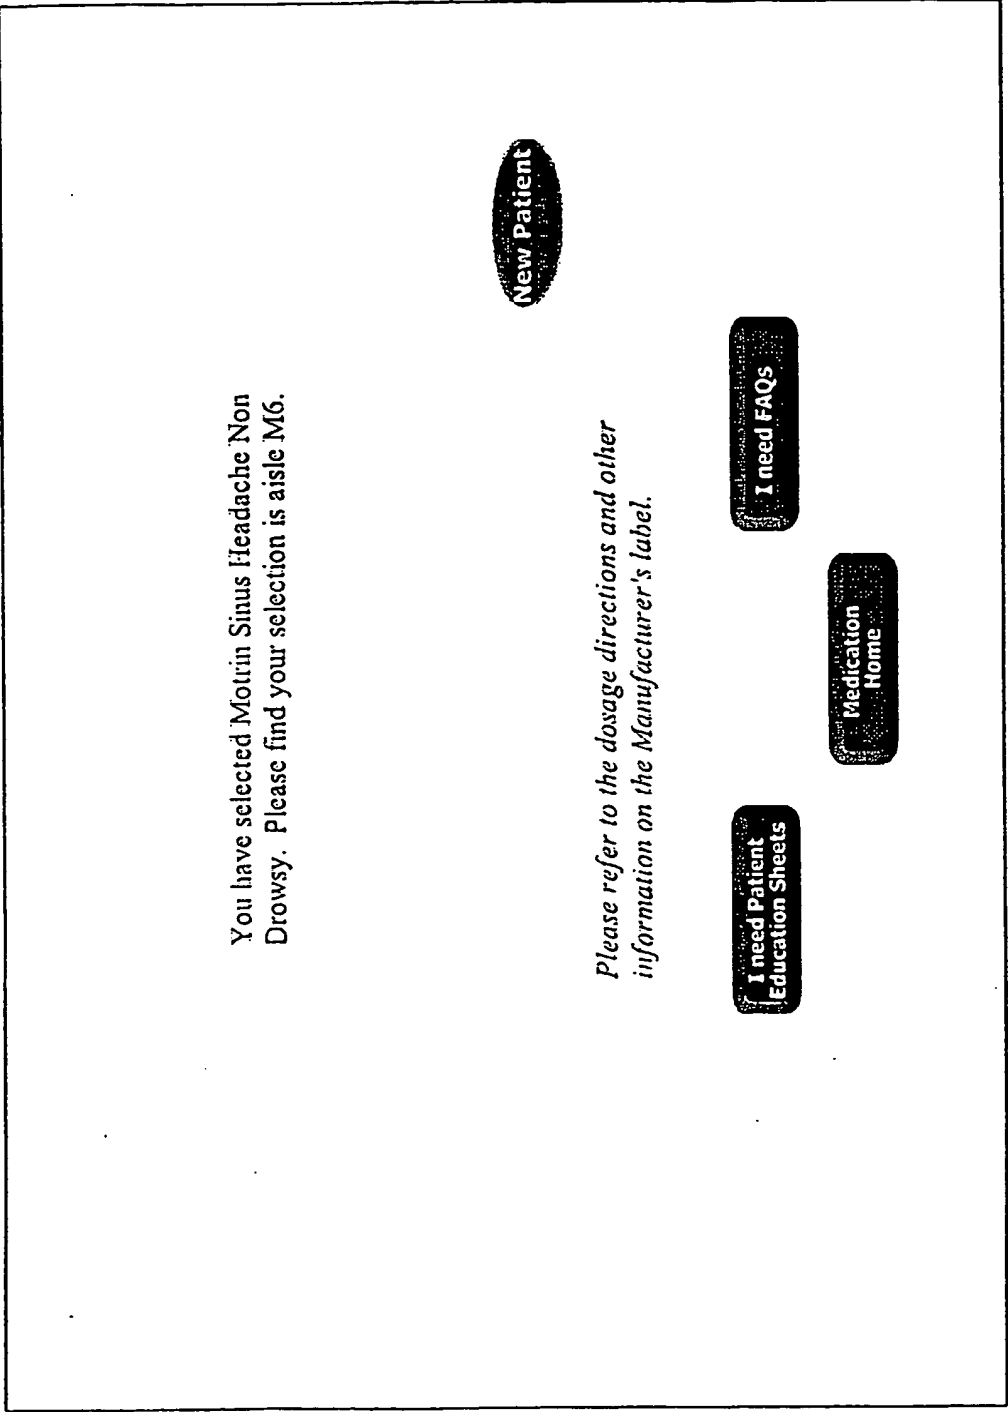 You have selected Motrin Sinus Headache Non
Drowsy. Please find your selection is aisle M6.
New Patient
Please refer to the dosage directions and other
information on the Manufacturer's label.
I need Patient
Education Sheets
I need FAQs
Medication
Home